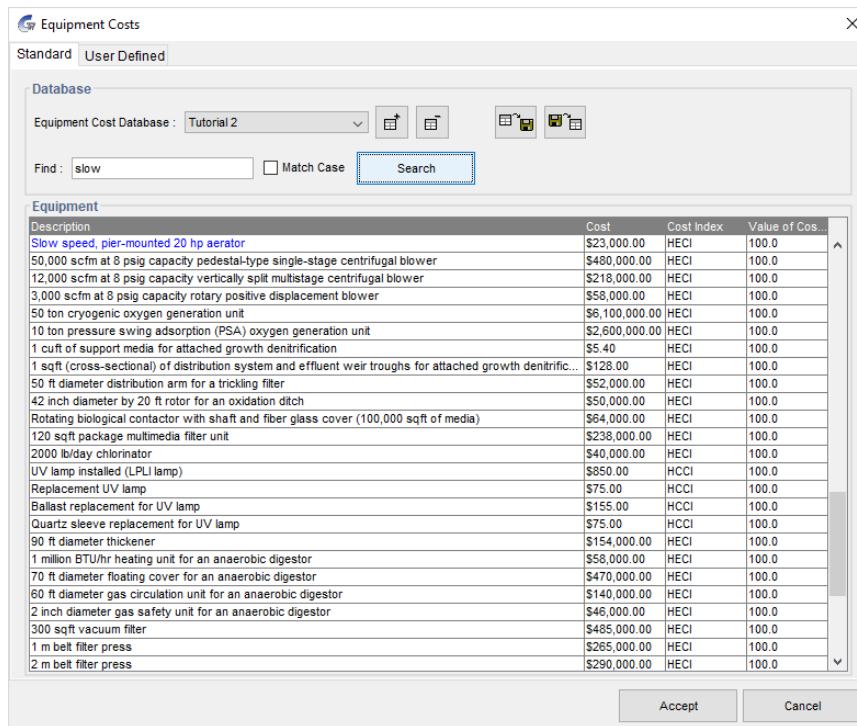 Equipment Costs
Standard User Defined
Database
Equipment Cost Database : Tutorial 2
Find : slow Match Case Search
Equipment
Description Cost Cost Index Value of Cos...
Slow speed, pier-mounted 20 hp aerator $23,000.00 HECI 100.0
50,000 scfm at 8 psig capacity pedestal-type single-stage centrifugal blower $480,000.00 HECI 100.0
12,000 scfm at 8 psig capacity vertically split multistage centrifugal blower $218,000.00 HECI 100.0
3,000 scfm at 8 psig capacity rotary positive displacement blower $58,000.00 HECI 100.0
50 ton cryogenic oxygen generation unit $6,100,000.00 HECI 100.0
10 ton pressure swing adsorption (PSA) oxygen generation unit $2,600,000.00 HECI 100.0
1 cuft of support media for attached growth denitrification $5.40 HECI 100.0
1 sqft (cross-sectional) of distribution system and effluent weir troughs for attached growth denitrific... $128.00 HECI 100.0
50 ft diameter distribution arm for a trickling filter $52,000.00 HECI 100.0
42 inch diameter by 20 ft rotor for an oxidation ditch $50,000.00 HECI 100.0
Rotating biological contactor with shaft and fiber glass cover (100,000 sqft of media) $64,000.00 HECI 100.0
120 sqft package multimedia filter unit $238,000.00 HECI 100.0
2000 lb/day chlorinator $40,000.00 HECI 100.0
UV lamp installed (LPLI lamp) $850.00 HCCI 100.0
Replacement UV lamp $75.00 HCCI 100.0
Ballast replacement for UV lamp $155.00 HCCI 100.0
Quartz sleeve replacement for UV lamp $75.00 HCCI 100.0
90 ft diameter thickener $154,000.00 HECI 100.0
1 million BTU/hr heating unit for an anaerobic digestor $58,000.00 HECI 100.0
70 ft diameter floating cover for an anaerobic digestor $470,000.00 HECI 100.0
60 ft diameter gas circulation unit for an anaerobic digestor $140,000.00 HECI 100.0
2 inch diameter gas safety unit for an anaerobic digestor $46,000.00 HECI 100.0
300 sqft vacuum filter $485,000.00 HECI 100.0
1 m belt filter press $265,000.00 HECI 100.0
2 m belt filter press $290,000.00 HECI 100.0
Accept Cancel